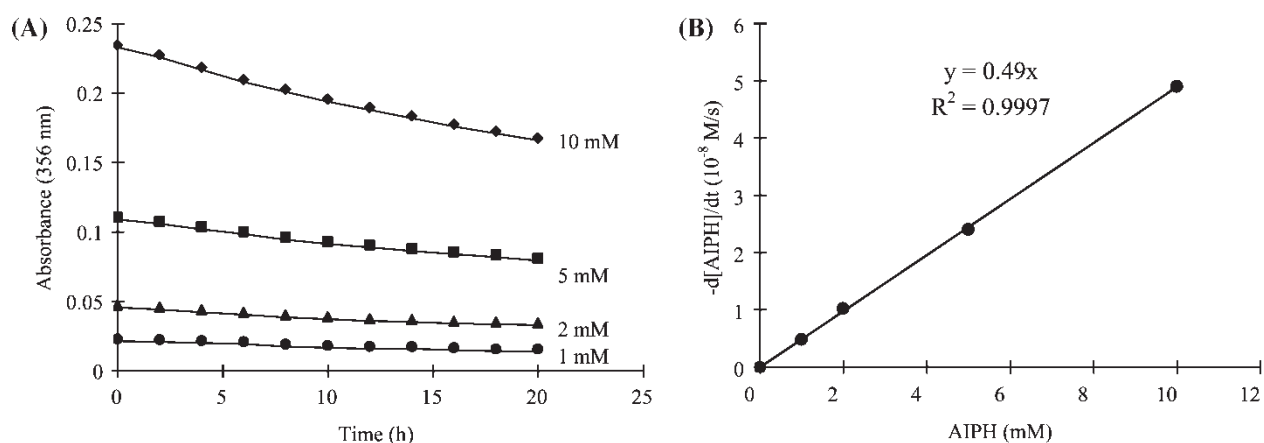 (A)
Absorbance (356 nm)
0.25
0.2
0.15
0.1
0.05
0
10 mM
5 mM
2 mM
1 mM
0 5 10 15 20 25
Time (h)
(B)
-d[AIPH]/dt (10⁻⁸ M/s)
6
5
4
3
2
1
0
y = 0.49x
R² = 0.9997
0 2 4 6 8 10 12
AIPH (mM)